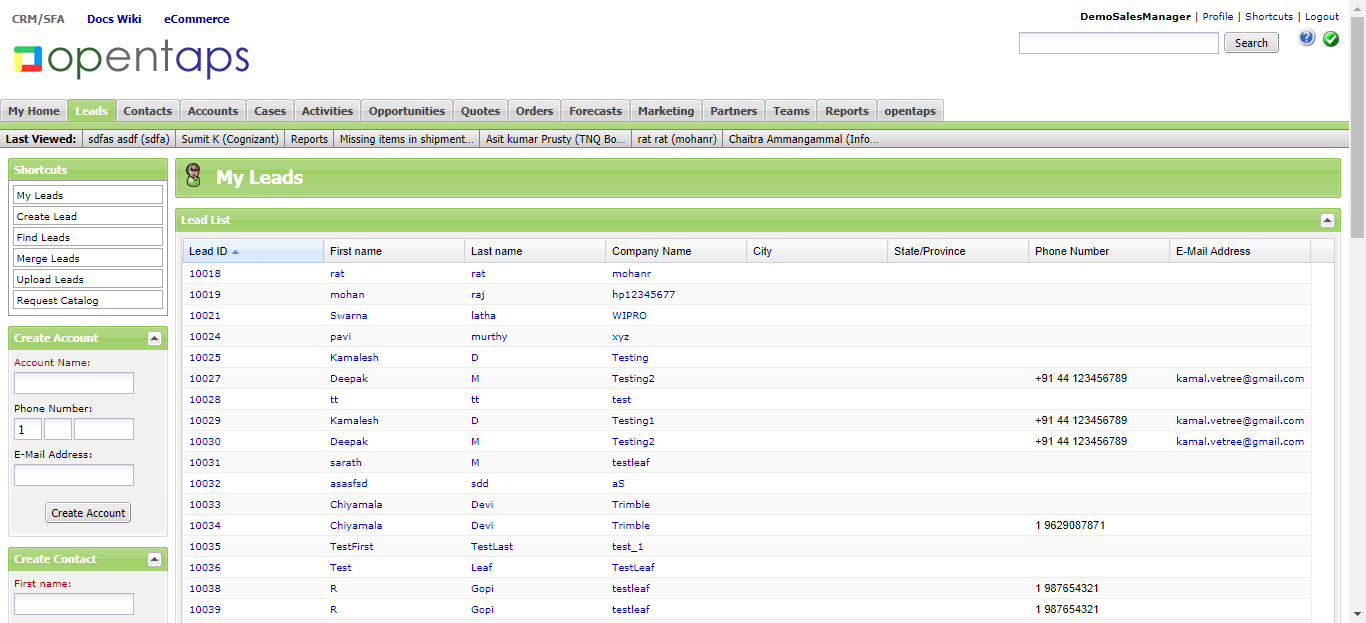 CRM/SFA Docs Wiki eCommerce
DemoSalesManager | Profile | Shortcuts | Logout
opentaps
Search
My Home Leads Contacts Accounts Cases Activities Opportunities Quotes Orders Forecasts Marketing Partners Teams Reports opentaps
Last Viewed: sdfas asdf (sdfa) Sumit K (Cognizant) Reports Missing items in shipment... Asit kumar Prusty (TNQ Bo... rat rat (mohanr) Chaitra Ammangammal (Info...
Shortcuts
My Leads
Create Lead
Find Leads
Merge Leads
Upload Leads
Request Catalog
Create Account
Account Name:
Phone Number:
1
E-Mail Address:
Create Account
Create Contact
First name:
My Leads
Lead List
Lead ID First name Last name Company Name City State/Province Phone Number E-Mail Address
10018 rat rat mohanr
10019 mohan raj hp12345677
10021 Swarna latha WIPRO
10024 pavi murthy xyz
10025 Kamalesh D Testing
10027 Deepak M Testing2 +91 44 123456789 kamal.vetree@gmail.com
10028 tt tt test
10029 Kamalesh D Testing1 +91 44 123456789 kamal.vetree@gmail.com
10030 Deepak M Testing2 +91 44 123456789 kamal.vetree@gmail.com
10031 sarath M testleaf
10032 asasfsd sdd aS
10033 Chiyamala Devi Trimble
10034 Chiyamala Devi Trimble 1 9629087871
10035 TestFirst TestLast test_1
10036 Test Leaf TestLeaf
10038 R Gopi testleaf 1 987654321
10039 R Gopi testleaf 1 987654321